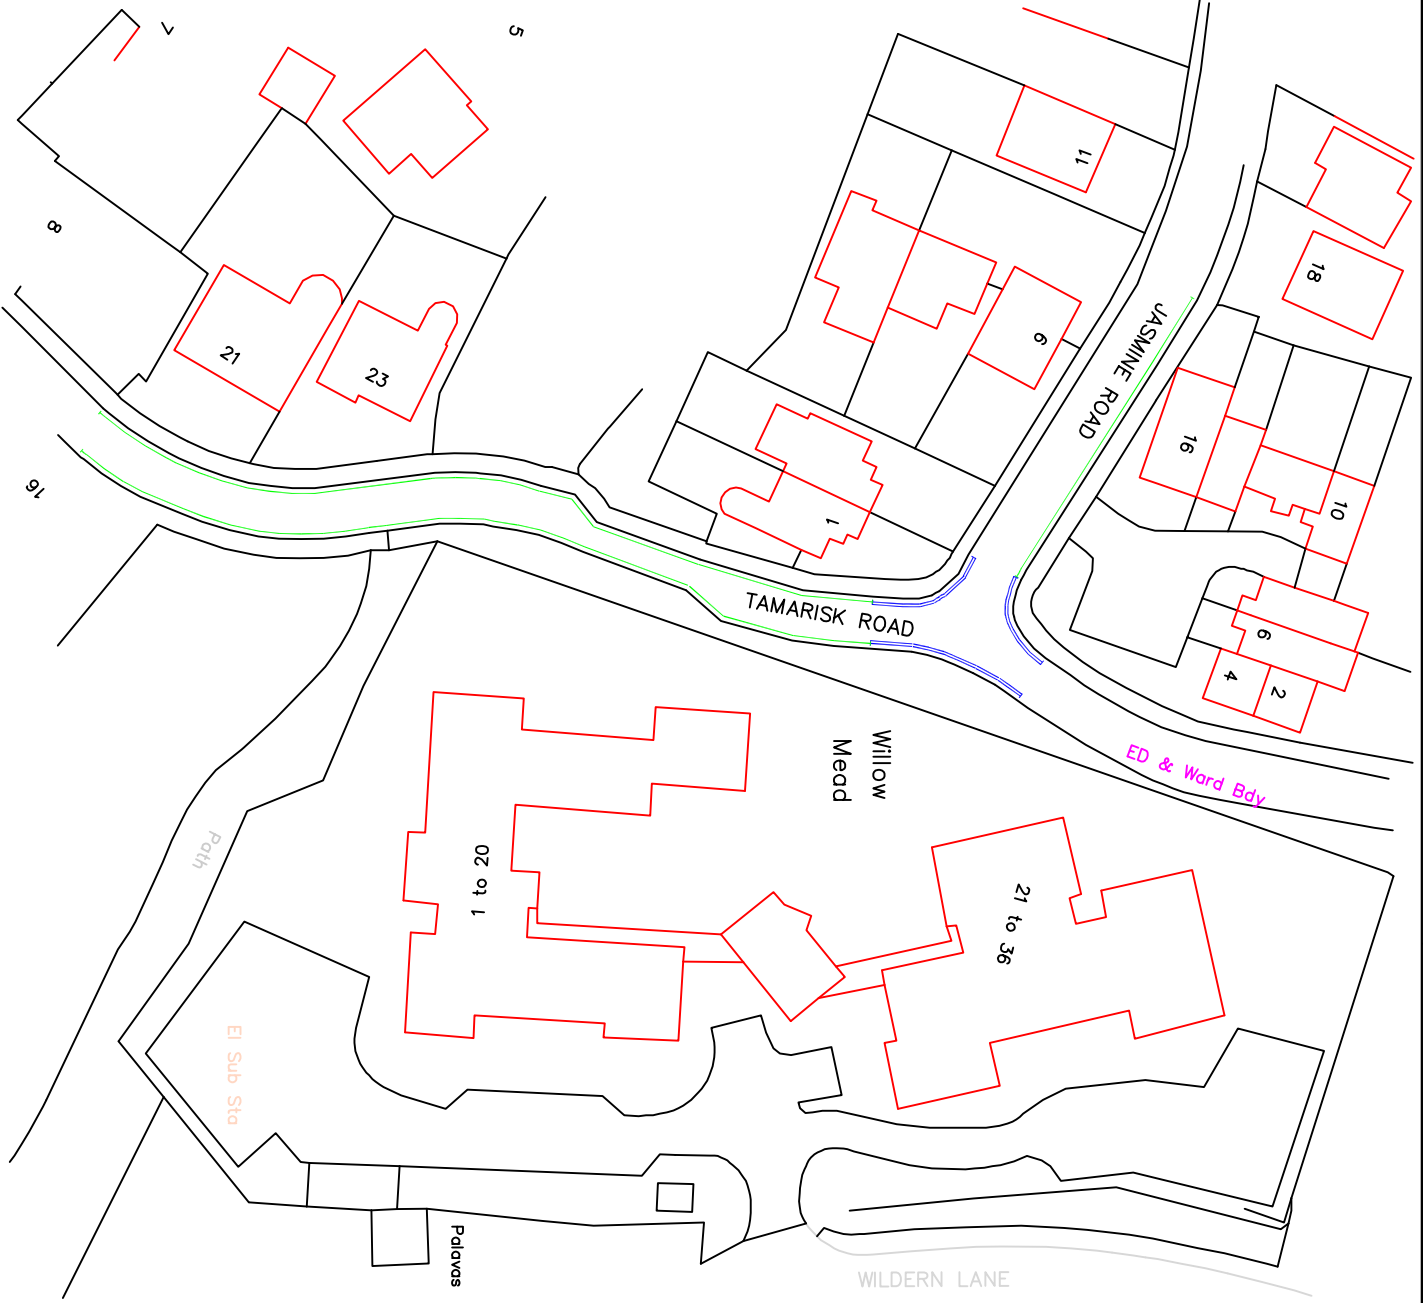 7
5
11
18
8
6
JASMINE ROAD
21
23
16
10
16
1
TAMARISK ROAD
6
4
2
Willow
Mead
ED & Ward Bdy
Path
1 to 20
21 to 36
El Sub Sta
Palavas
WILDERN LANE